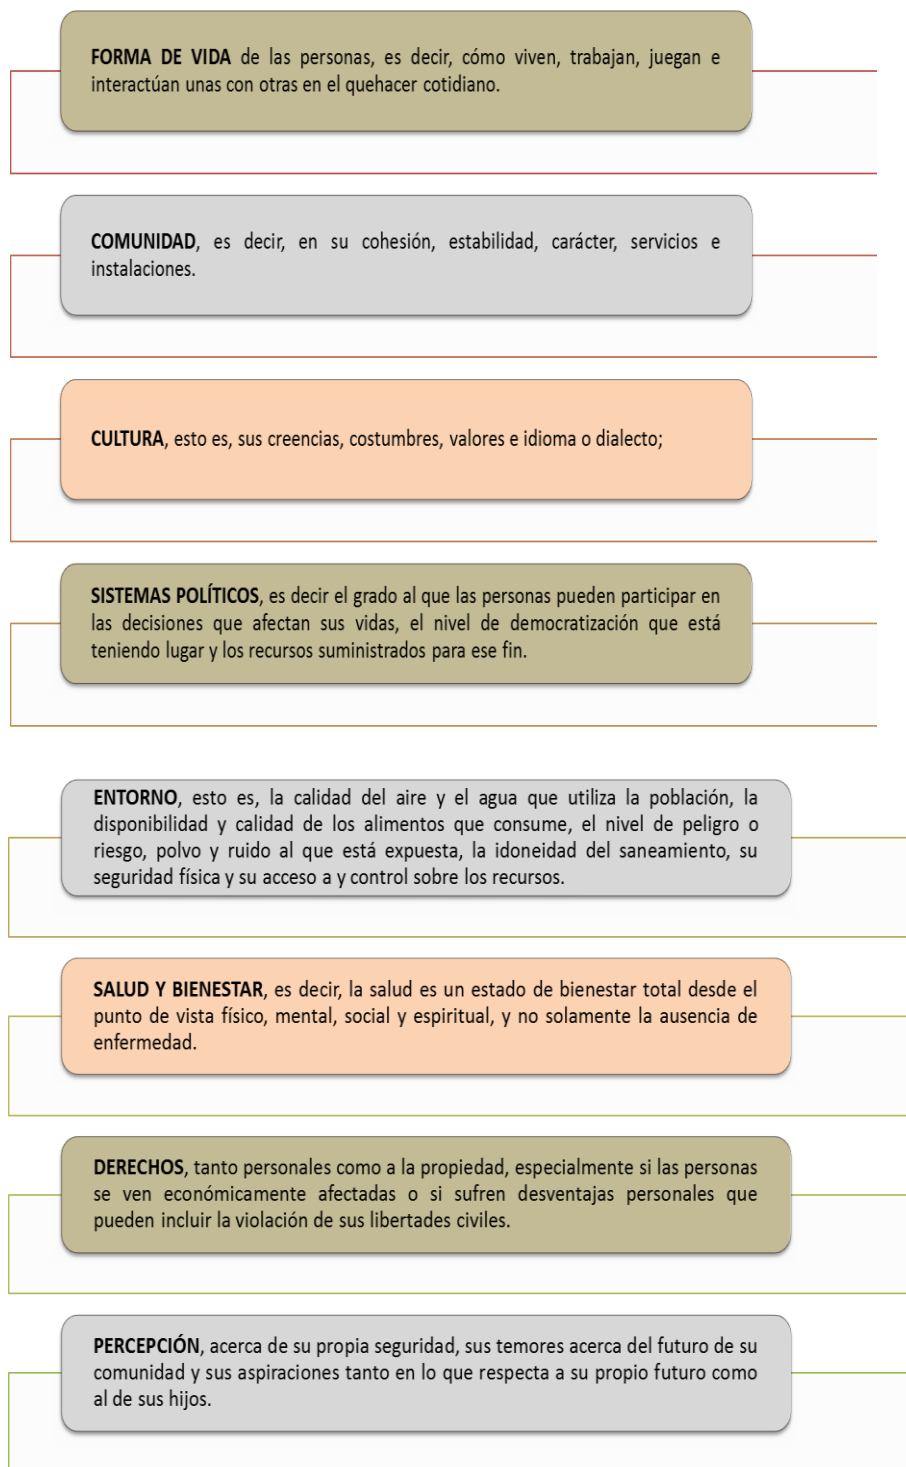 FORMA DE VIDA de las personas, es decir, cómo viven, trabajan, juegan e
interactúan unas con otras en el quehacer cotidiano.
COMUNIDAD, es decir, en su cohesión, estabilidad, carácter, servicios e
instalaciones.
CULTURA, esto es, sus creencias, costumbres, valores e idioma o dialecto;
SISTEMAS POLÍTICOS, es decir el grado al que las personas pueden participar en
las decisiones que afectan sus vidas, el nivel de democratización que está
teniendo lugar y los recursos suministrados para ese fin.
ENTORNO, esto es, la calidad del aire y el agua que utiliza la población, la
disponibilidad y calidad de los alimentos que consume, el nivel de peligro o
riesgo, polvo y ruido al que está expuesta, la idoneidad del saneamiento, su
seguridad física y su acceso a y control sobre los recursos.
SALUD Y BIENESTAR, es decir, la salud es un estado de bienestar total desde el
punto de vista físico, mental, social y espiritual, y no solamente la ausencia de
enfermedad.
DERECHOS, tanto personales como a la propiedad, especialmente si las personas
se ven económicamente afectadas o si sufren desventajas personales que
pueden incluir la violación de sus libertades civiles.
PERCEPCIÓN, acerca de su propia seguridad, sus temores acerca del futuro de su
comunidad y sus aspiraciones tanto en lo que respecta a su propio futuro como
al de sus hijos.